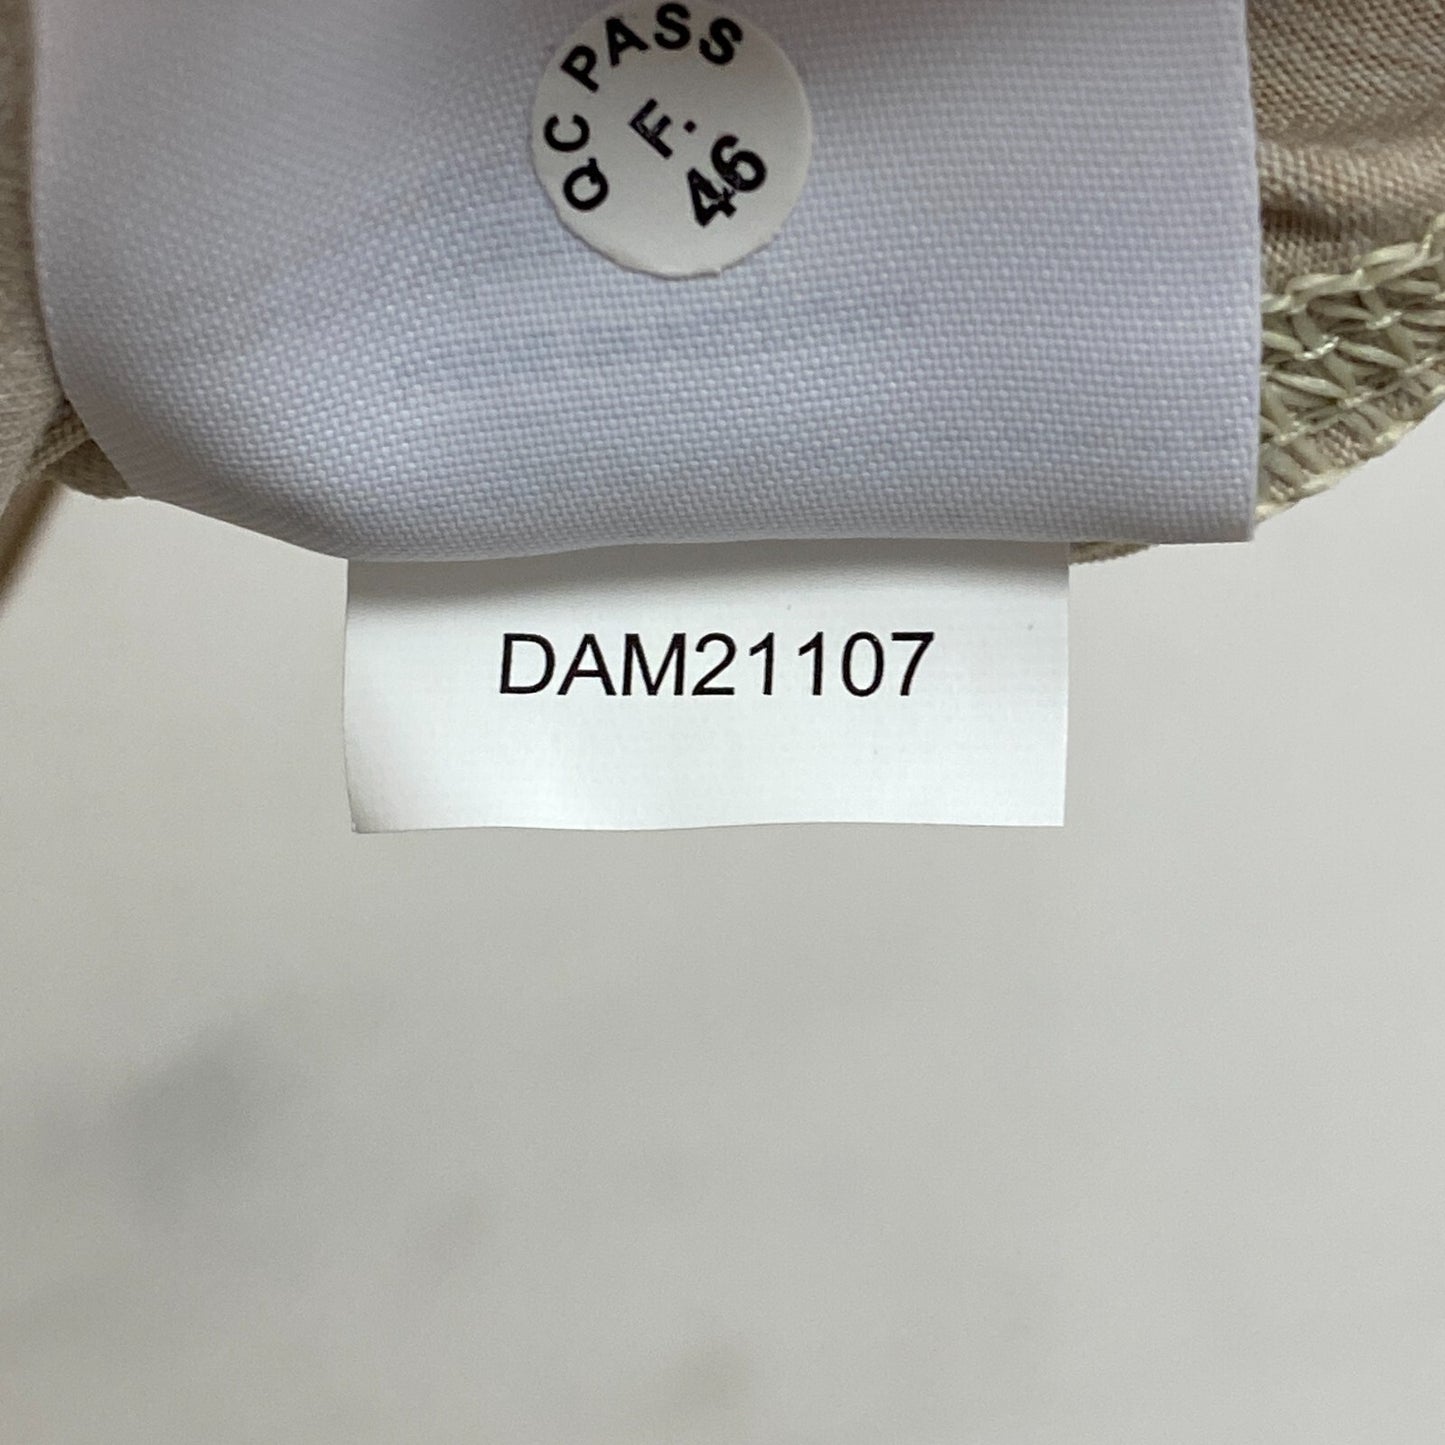 QC PASS
F.
46
DAM21107